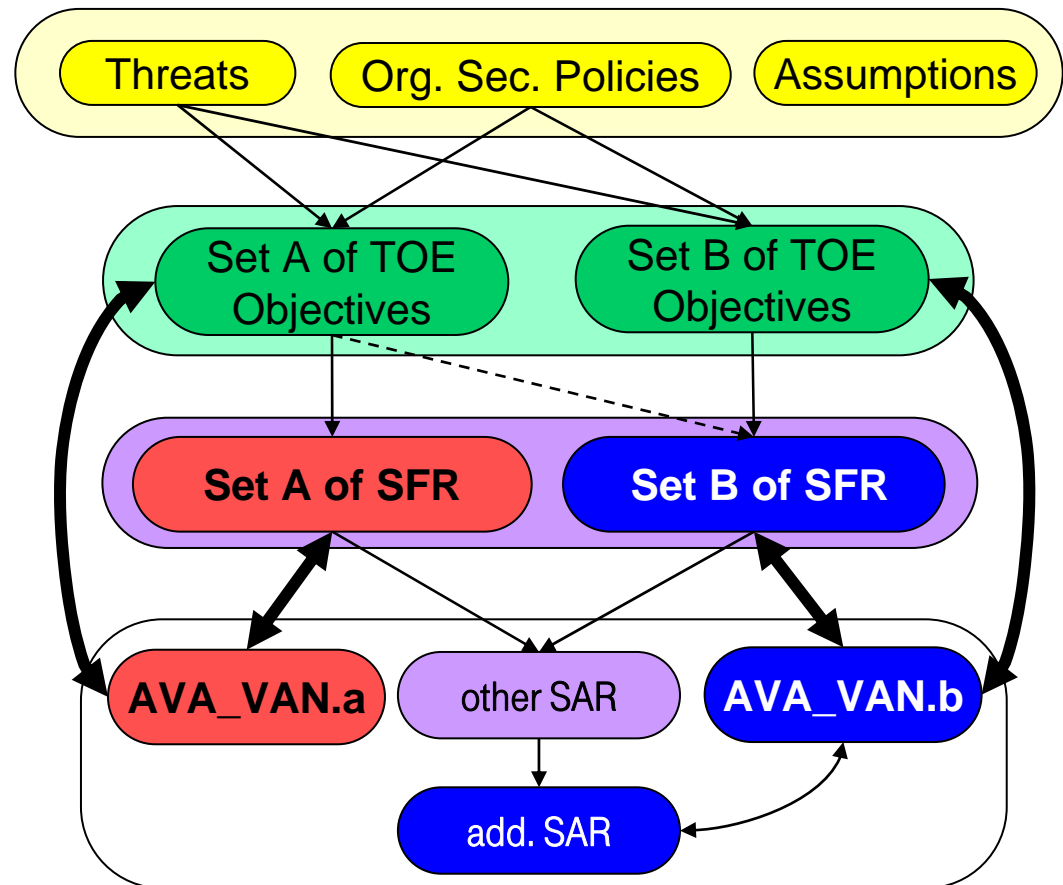 Threats
Org. Sec. Policies
Assumptions
Set A of TOE
Objectives
Set B of TOE
Objectives
Set A of SFR
Set B of SFR
AVA_VAN.a
other SAR
AVA_VAN.b
add. SAR